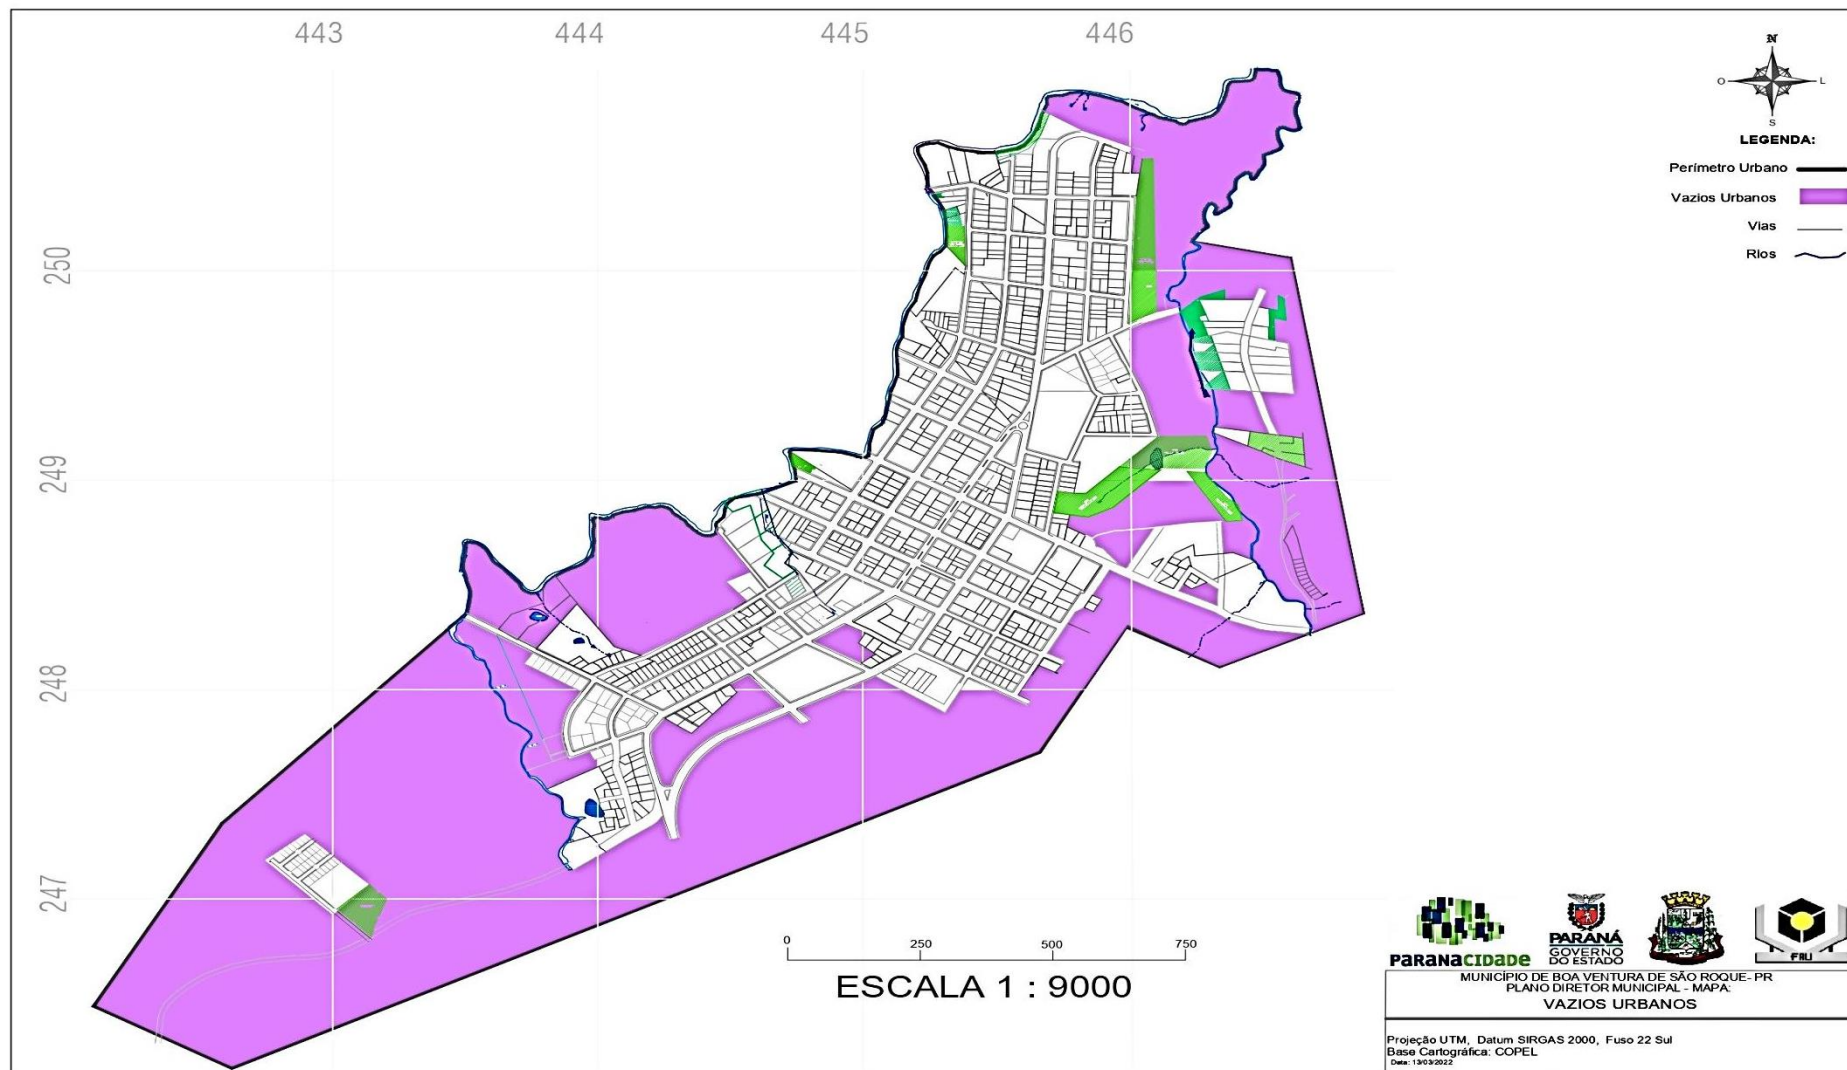 443 444 445 446
250
249
248
247
N
O L
S
LEGENDA:
Perímetro Urbano
Vazios Urbanos
Vias
Rios
0 250 500 750
ESCALA 1 : 9000
PARANACIDADE
PARANÁ
GOVERNO
DO ESTADO
FAU
MUNICÍPIO DE BOA VENTURA DE SÃO ROQUE-PR
PLANO DIRETOR MUNICIPAL - MAPA:
VAZIOS URBANOS
Projeção UTM, Datum SIRGAS 2000, Fuso 22 Sul
Base Cartográfica: COPEL
Data: 13/03/2022